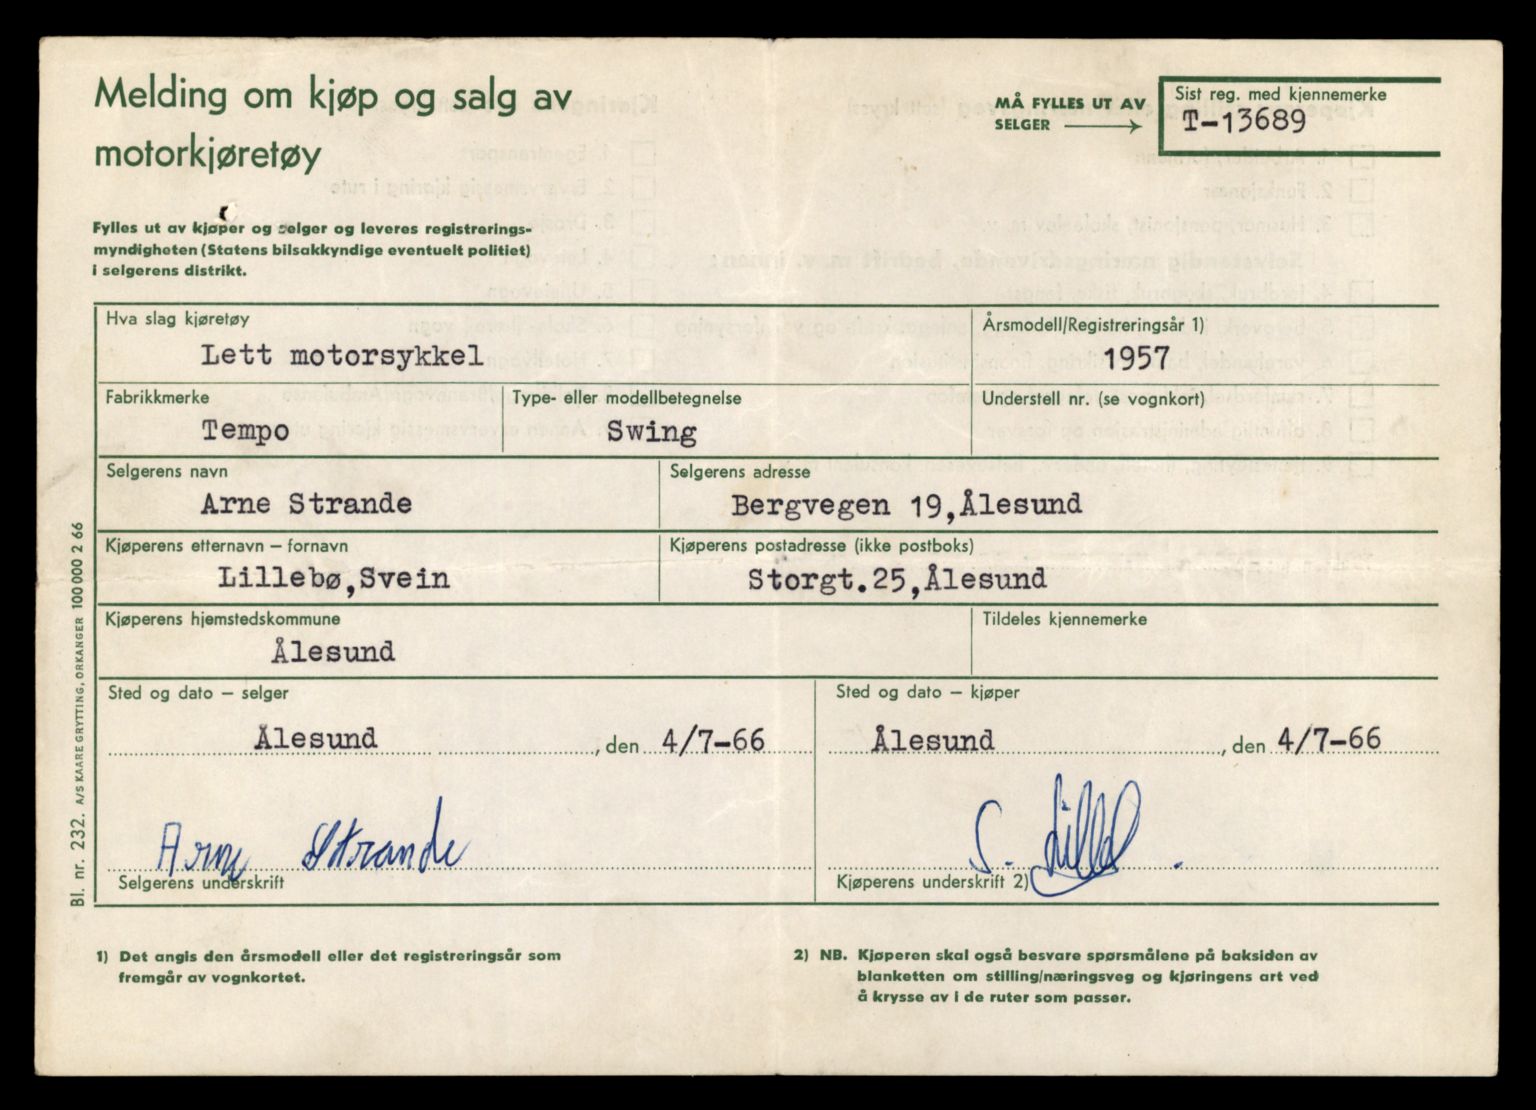 Melding om kjøp og salg av
motorkjøretøy
MÅ FYLLES UT AV
SELGER
Sist reg. med kjennemerke
T-13689
Fylles ut av kjøper og selger og leveres registrerings-
myndigheten (Statens bilsakkyndige eventuelt politiet)
i selgerens distrikt.
Hva slag kjøretøy
Lett motorsykkel
Årsmodell/Registreringsår 1)
1957
Fabrikkmerke
Tempo
Type- eller modellbetegnelse
Swing
Understell nr. (se vognkort)
Selgerens navn
Arne Strande
Selgerens adresse
Bergvegen 19,Ålesund
Kjøperens etternavn – fornavn
Lillebø,Svein
Kjøperens postadresse (ikke postboks)
Storgt.25,Ålesund
Kjøperens hjemstedskommune
Ålesund
Tildeles kjennemerke
Sted og dato – selger
Ålesund , den 4/7-66
Sted og dato – kjøper
Ålesund , den 4/7-66
Arne Strande
Selgerens underskrift
S.
Kjøperens underskrift 2)
1) Det angis den årsmodell eller det registreringsår som
fremgår av vognkortet.
2) NB. Kjøperen skal også besvare spørsmålene på baksiden av
blanketten om stilling/næringsveg og kjøringens art ved
å krysse av i de ruter som passer.
Bl. nr. 232. A/S KAARE GRYTTING, ORKANGER 100 000 2 66